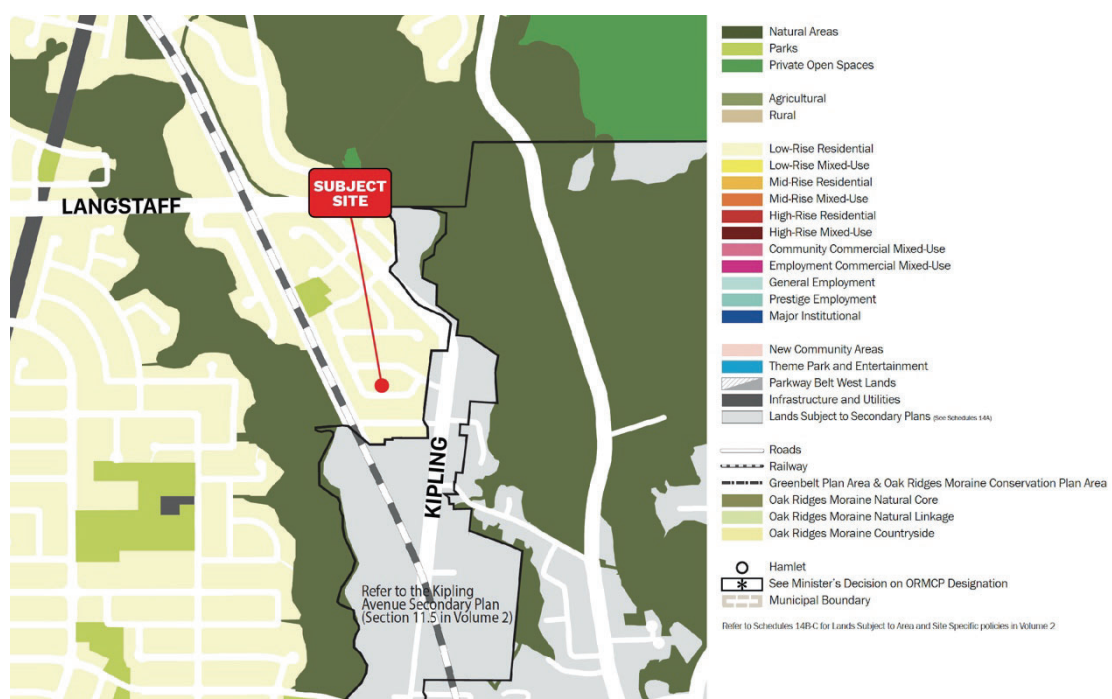 LANGSTAFF
SUBJECT
SITE
KIPLING
Refer to the Kipling
Avenue Secondary Plan
(Section 11.5 in Volume 2)
Natural Areas
Parks
Private Open Spaces
Agricultural
Rural
Low-Rise Residential
Low-Rise Mixed-Use
Mid-Rise Residential
Mid-Rise Mixed-Use
High-Rise Residential
High-Rise Mixed-Use
Community Commercial Mixed-Use
Employment Commercial Mixed-Use
General Employment
Prestige Employment
Major Institutional
New Community Areas
Theme Park and Entertainment
Parkway Belt West Lands
Infrastructure and Utilities
Lands Subject to Secondary Plans (See Schedules 14A)
Roads
Railway
Greenbelt Plan Area & Oak Ridges Moraine Conservation Plan Area
Oak Ridges Moraine Natural Core
Oak Ridges Moraine Natural Linkage
Oak Ridges Moraine Countryside
Hamlet
See Minister's Decision on ORMCP Designation
Municipal Boundary
Refer to Schedules 14B-C for Lands Subject to Area and Site Specific policies in Volume 2